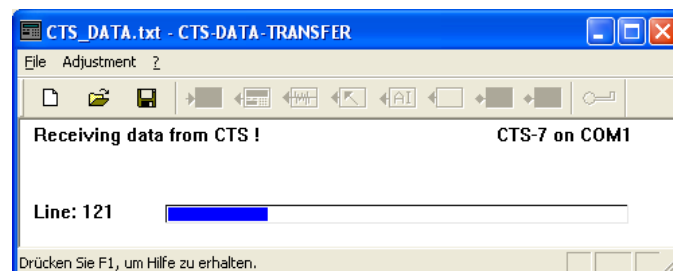 CTS_DATA.txt - CTS-DATA-TRANSFER
File Adjustment ?
AI
Receiving data from CTS ! CTS-7 on COM1
Line: 121
Drücken Sie F1, um Hilfe zu erhalten.